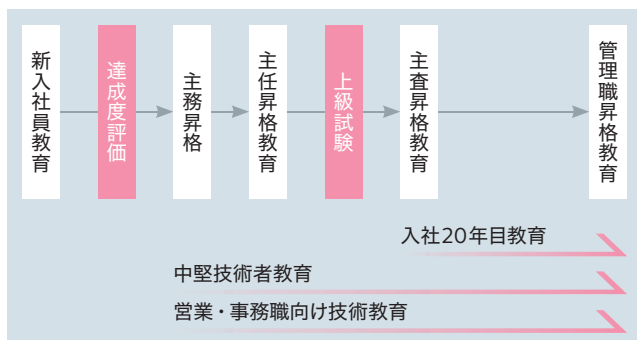 新入社員教育
達成度評価
主務昇格
主任昇格教育
上級試験
主査昇格教育
管理職昇格教育
入社20年目教育
中堅技術者教育
営業・事務職向け技術教育